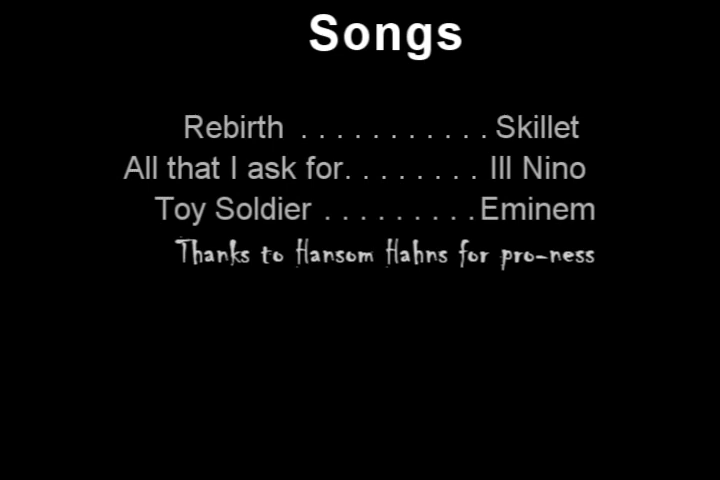 Songs
Rebirth . . . . . . . . . . . Skillet
All that I ask for. . . . . . . . Ill Nino
Toy Soldier . . . . . . . . . Eminem
Thanks to Hansom Hahns for pro-ness